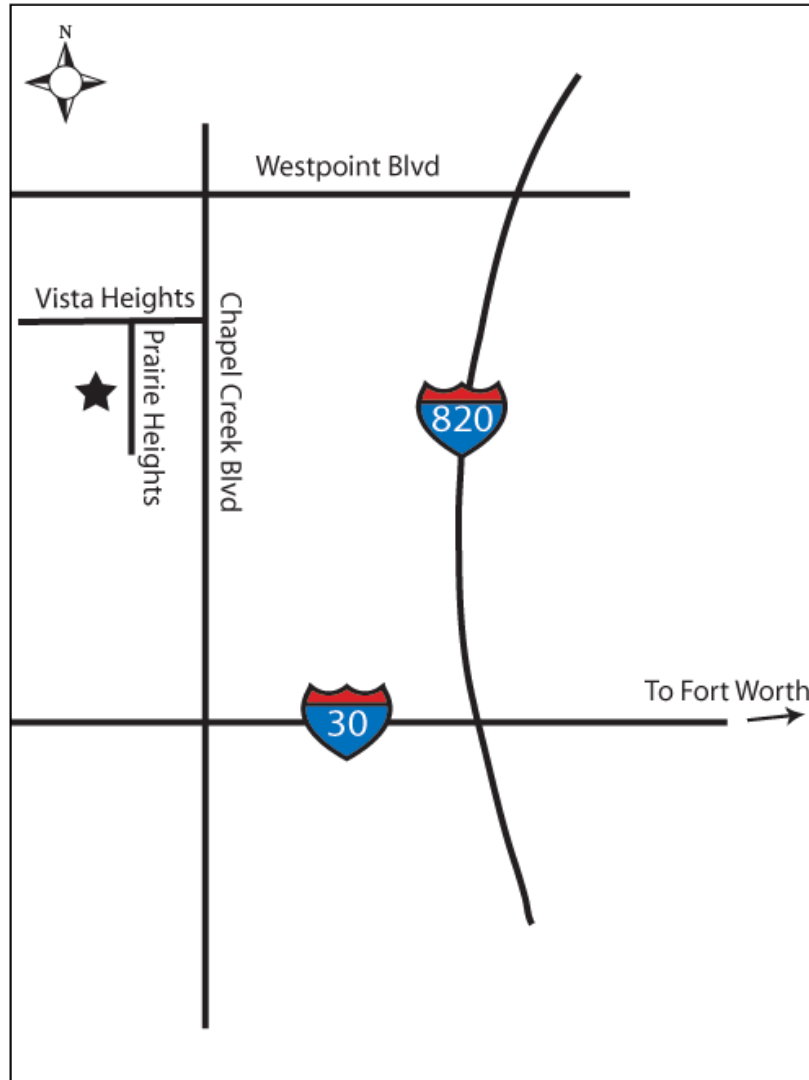 N
Westpoint Blvd
Vista Heights
Chapel Creek Blvd
Prairie Heights
820
To Fort Worth
30